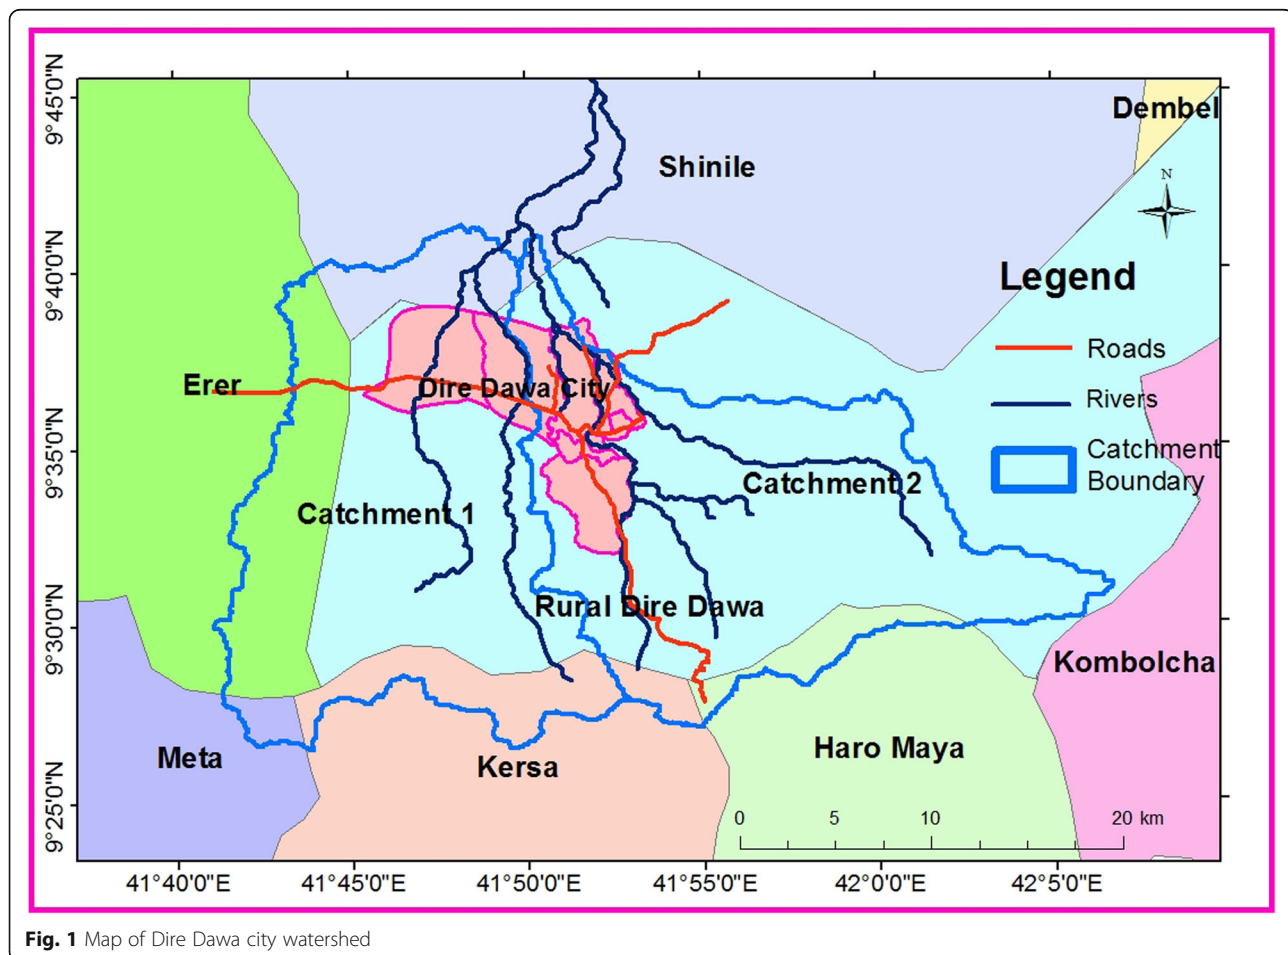 9°45'0"N
9°40'0"N
9°35'0"N
9°30'0"N
9°25'0"N
Dembel
Shinile
N
Legend
Roads
Rivers
Catchment
Boundary
Erer
Dire Dawa City
Catchment 1
Catchment 2
Rural Dire Dawa
Kombolcha
Meta
Kersa
Haro Maya
0 5 10 20 km
41°40'0"E 41°45'0"E 41°50'0"E 41°55'0"E 42°0'0"E 42°5'0"E
Fig. 1 Map of Dire Dawa city watershed